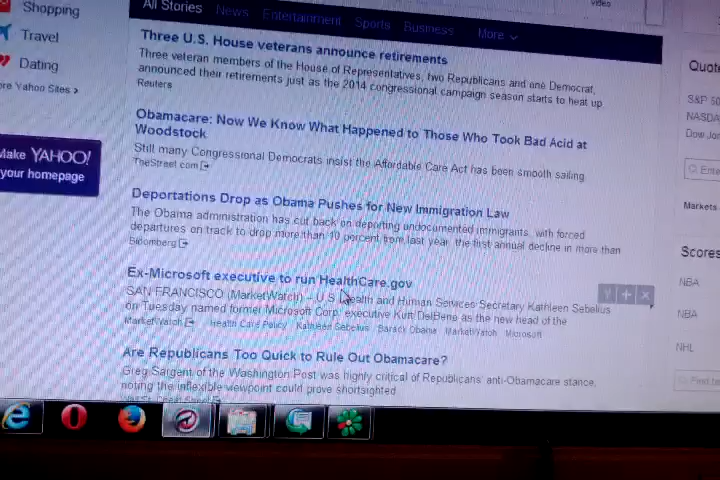 Shopping
Travel
Dating
ore Yahoo Sites >
Make YAHOO!
your homepage
All Stories News Entertainment Sports Business More
video
Three U.S. House veterans announce retirements
Three veteran members of the House of Representatives, two Republicans and one Democrat,
announced their retirements just as the 2014 congressional campaign season starts to heat up.
Reuters
Obamacare: Now We Know What Happened to Those Who Took Bad Acid at
Woodstock
Still many Congressional Democrats insist the Affordable Care Act has been smooth sailing.
TheStreet.com
Deportations Drop as Obama Pushes for New Immigration Law
The Obama administration has cut back on deporting undocumented immigrants, with forced
departures on track to drop more than 10 percent from last year, the first annual decline in more than
Bloomberg
Ex-Microsoft executive to run HealthCare.gov
SAN FRANCISCO (MarketWatch) -- U.S. Health and Human Services Secretary Kathleen Sebelius
on Tuesday named former Microsoft Corp. executive Kurt DelBene as the new head of the
MarketWatch Health Care Policy Kathleen Sebelius Barack Obama MarketWatch Microsoft
Are Republicans Too Quick to Rule Out Obamacare?
Greg Sargent of the Washington Post was highly critical of Republicans' anti-Obamacare stance,
noting the inflexible viewpoint could prove shortsighted.
Quote
S&P 50
NASDA
Dow Jon
Ente
Markets
Scores
NBA
NBA
NHL